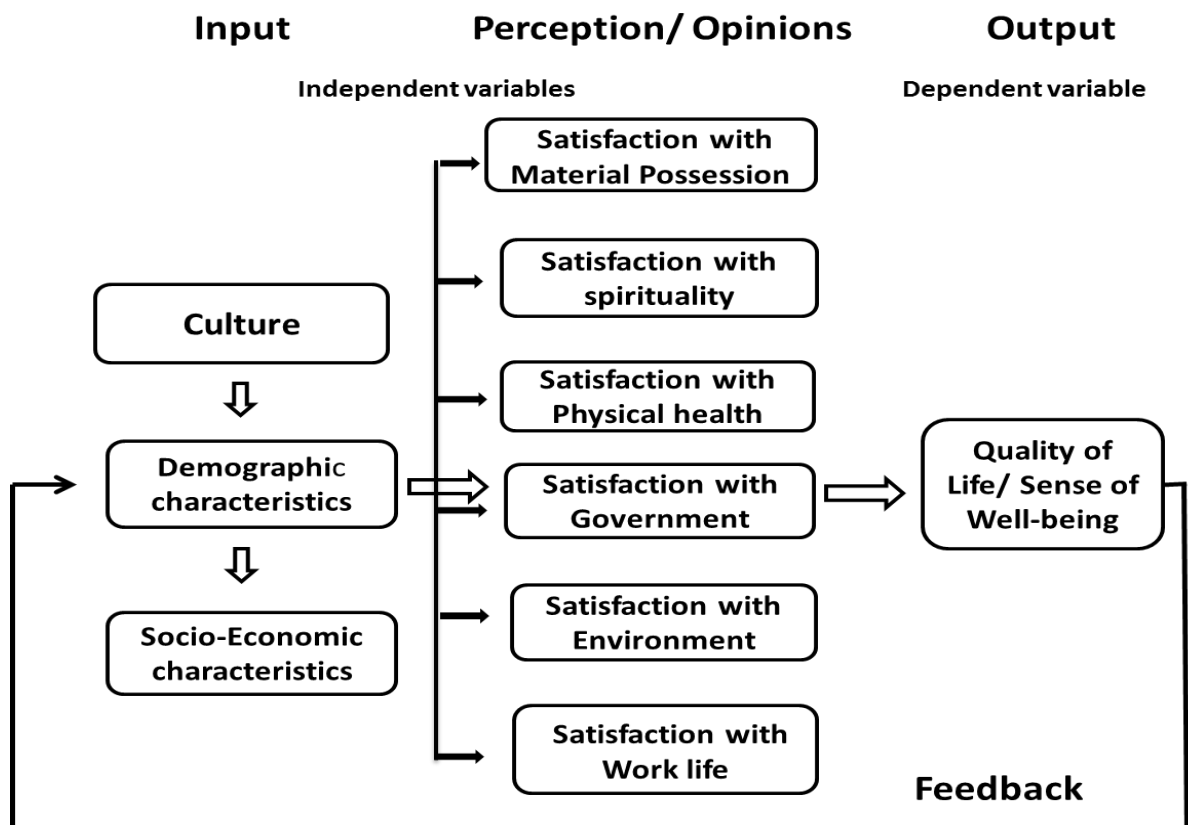 Input
Perception/ Opinions
Output
Independent variables
Dependent variable
Satisfaction with
Material Possession
Satisfaction with
spirituality
Culture
Satisfaction with
Physical health
Demographic
characteristics
Satisfaction with
Government
Quality of
Life/ Sense of
Well-being
Socio-Economic
characteristics
Satisfaction with
Environment
Satisfaction with
Work life
Feedback